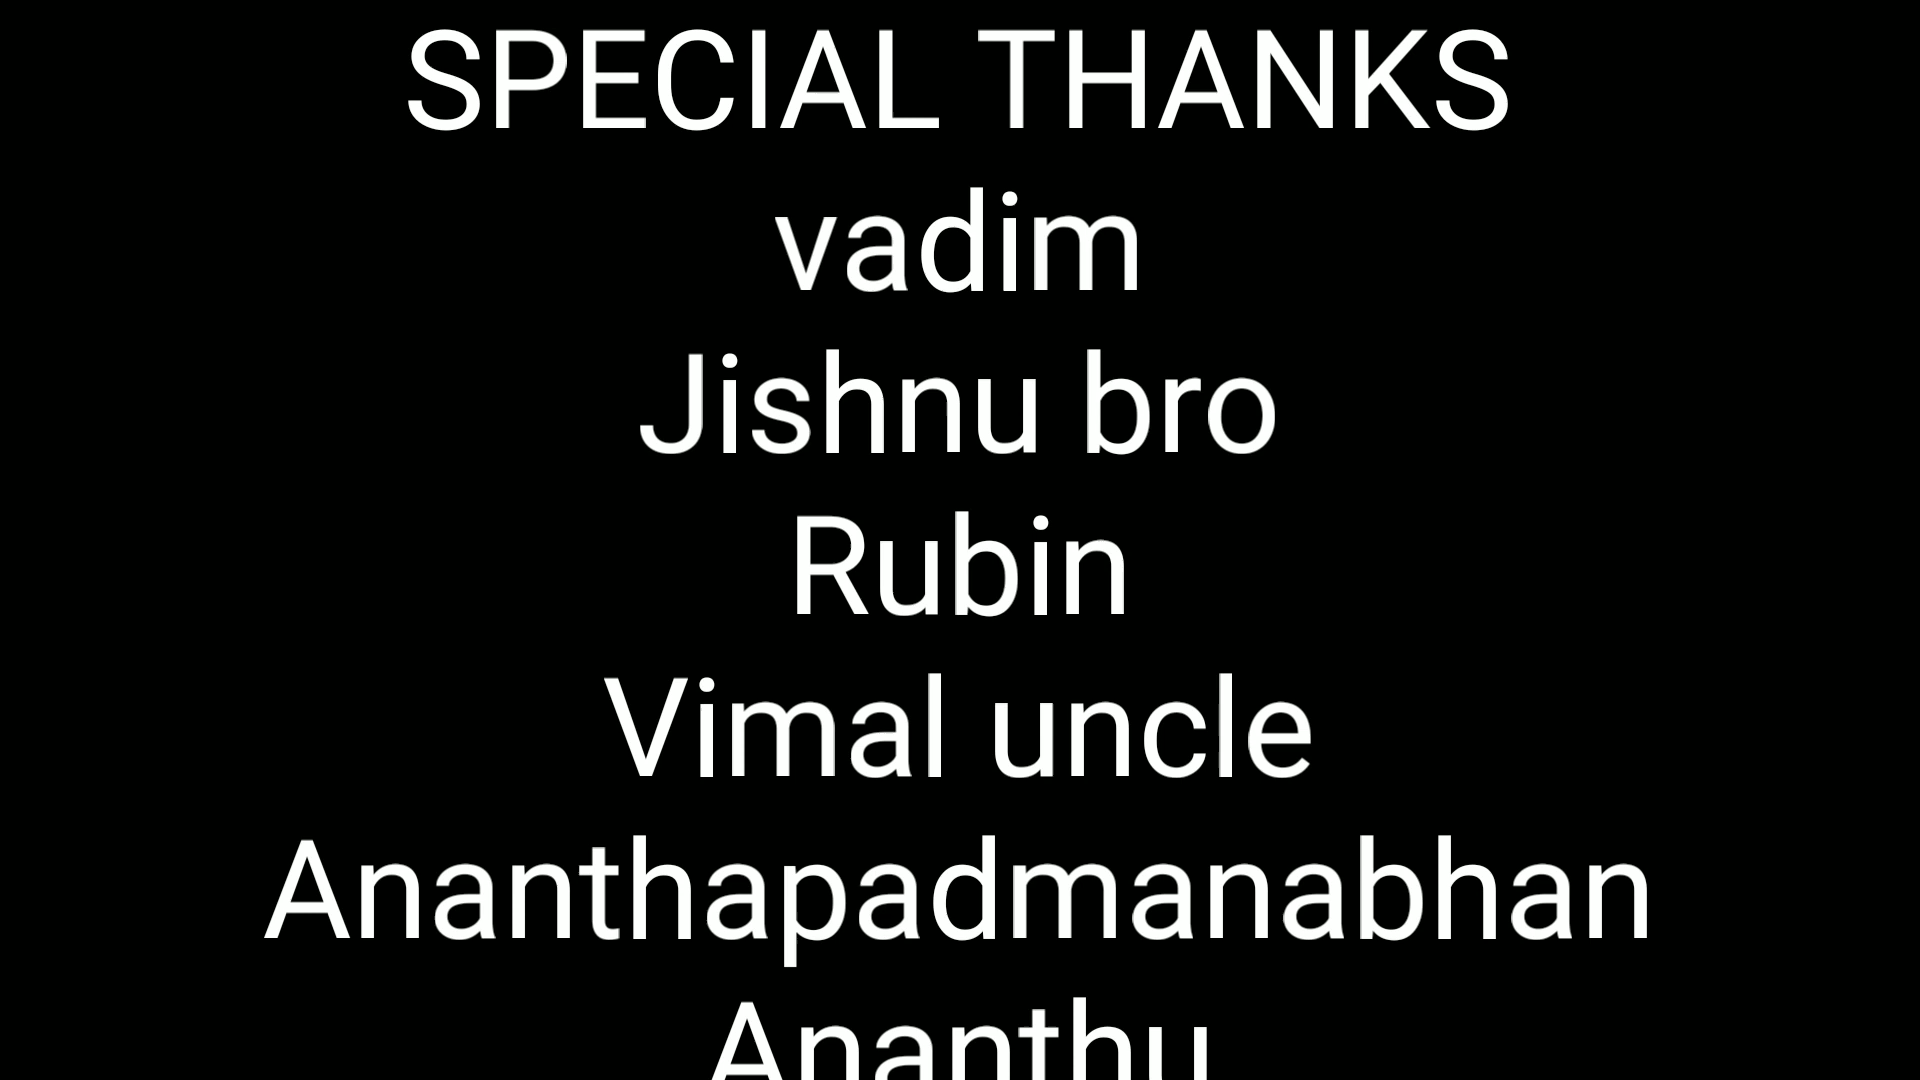 SPECIAL THANKS
vadim
Jishnu bro
Rubin
Vimal uncle
Ananthapadmanabhan
Ananthu